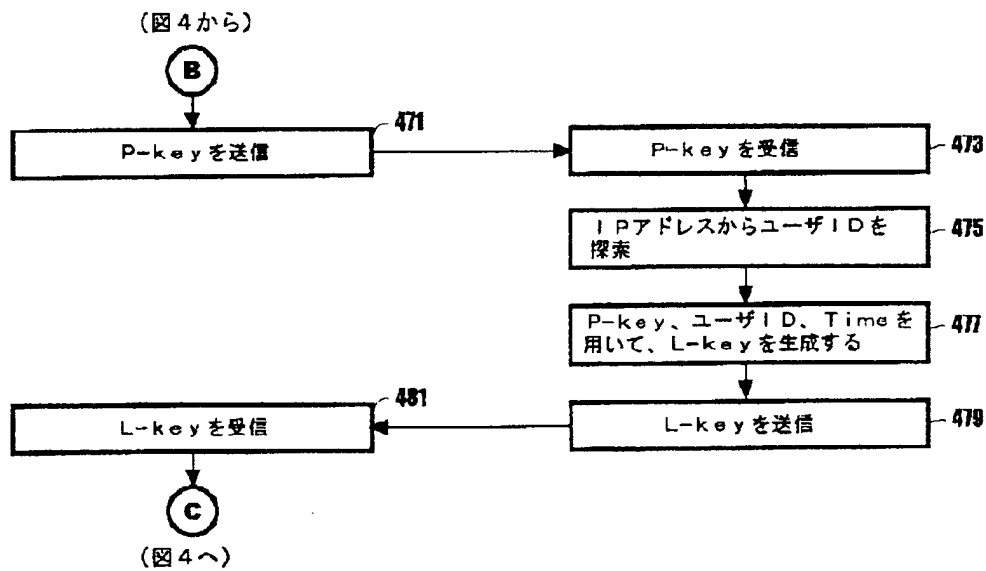 (図4から)
B
471
P-keyを送信
P-keyを受信
473
IPアドレスからユーザIDを
探索
475
P-key、ユーザID、Timeを
用いて、L-keyを生成する
477
481
L-keyを受信
L-keyを送信
479
C
(図4へ)